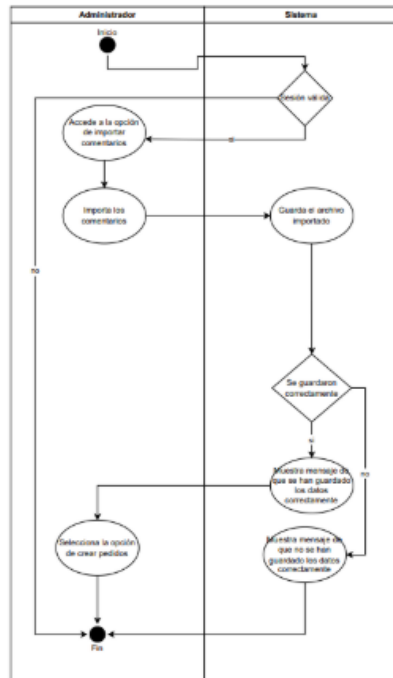 Administrador
Sistema
Inicio
Sesión válida
Accede a la opción
de importar
comentarios
si
Importa los
comentarios
Guarda el archivo
importado
no
Se guardaron
correctamente
si
no
Muestra mensaje de
que se han guardado
los datos
correctamente
Selecciona la opción
de crear pedidos
Muestra mensaje de
que no se han
guardado los datos
correctamente
Fin